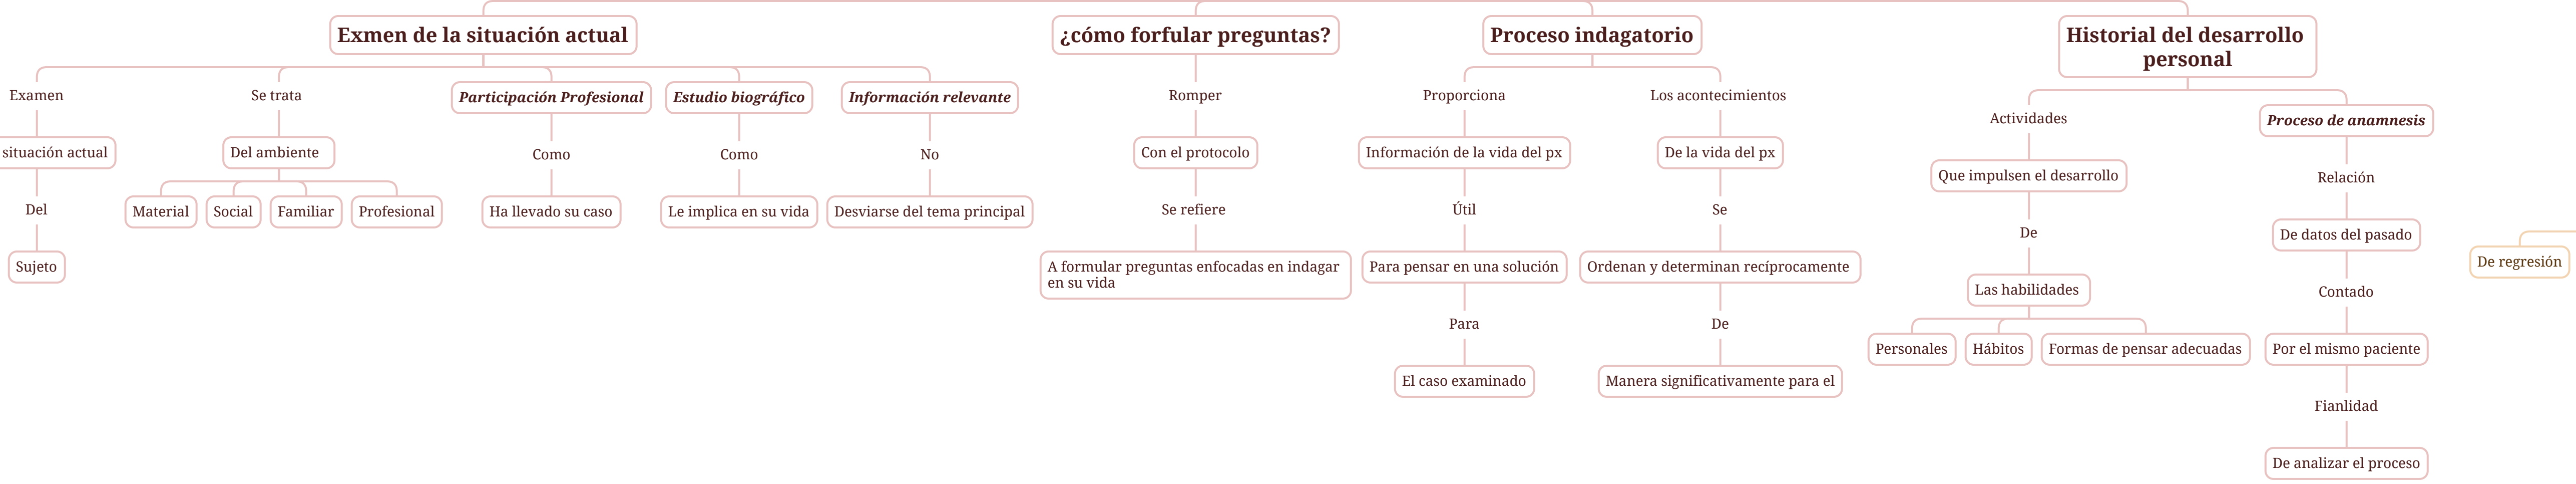 Exmen de la situación actual
Examen
situación actual
Del
Sujeto
Se trata
Del ambiente
Material
Social
Familiar
Profesional
Participación Profesional
Como
Ha llevado su caso
Estudio biográfico
Como
Le implica en su vida
Información relevante
No
Desviarse del tema principal
¿cómo forfular preguntas?
Romper
Con el protocolo
Se refiere
A formular preguntas enfocadas en indagar
en su vida
Proceso indagatorio
Proporciona
Información de la vida del px
Útil
Para pensar en una solución
Para
El caso examinado
Los acontecimientos
De la vida del px
Se
Ordenan y determinan recíprocamente
De
Manera significativamente para el
Historial del desarrollo
personal
Actividades
Que impulsen el desarrollo
De
Las habilidades
Personales
Hábitos
Formas de pensar adecuadas
Proceso de anamnesis
Relación
De datos del pasado
Contado
Por el mismo paciente
Fianlidad
De analizar el proceso
De regresión